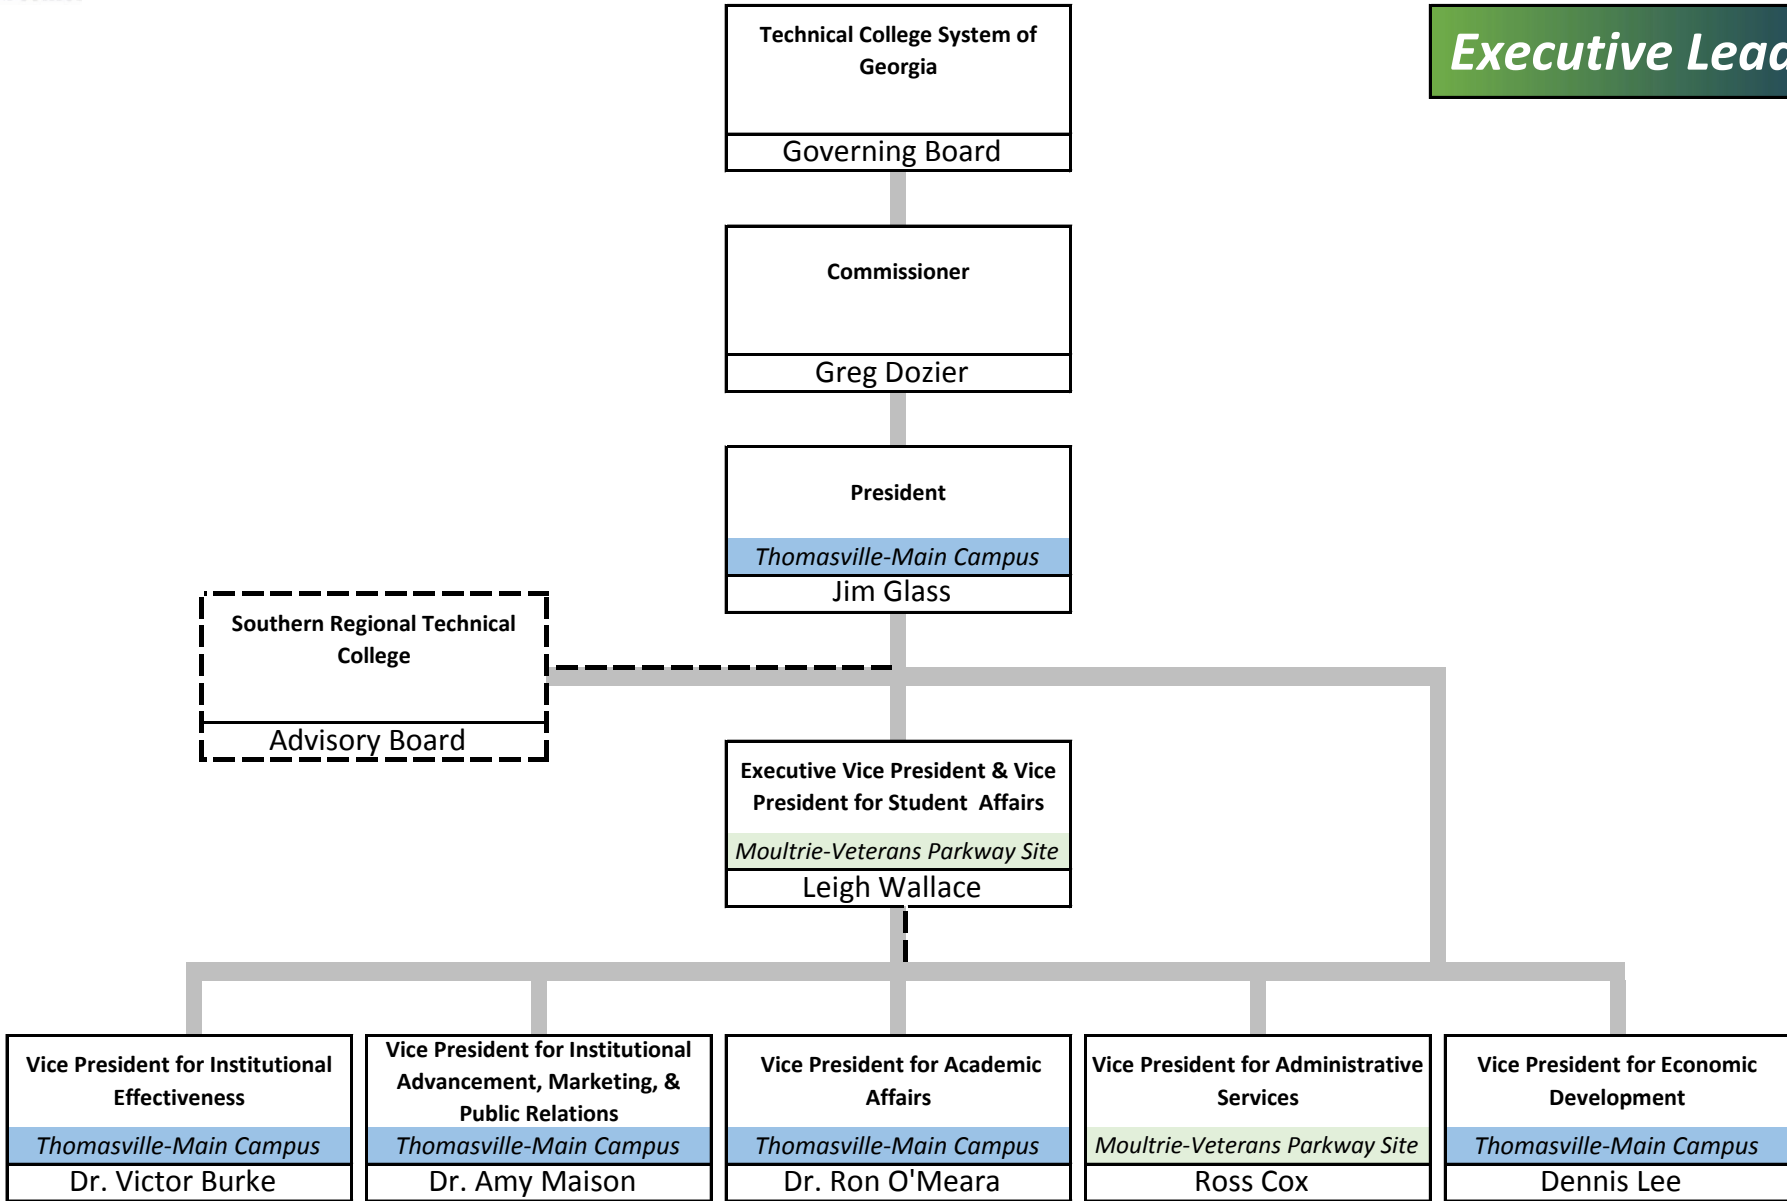 Technical College System of
Georgia
Governing Board
Executive Lead
Commissioner
Greg Dozier
President
Thomasville-Main Campus
Jim Glass
Southern Regional Technical
College
Advisory Board
Executive Vice President & Vice
President for Student Affairs
Moultrie-Veterans Parkway Site
Leigh Wallace
Vice President for Institutional
Effectiveness
Thomasville-Main Campus
Dr. Victor Burke
Vice President for Institutional
Advancement, Marketing, &
Public Relations
Thomasville-Main Campus
Dr. Amy Maison
Vice President for Academic
Affairs
Thomasville-Main Campus
Dr. Ron O'Meara
Vice President for Administrative
Services
Moultrie-Veterans Parkway Site
Ross Cox
Vice President for Economic
Development
Thomasville-Main Campus
Dennis Lee